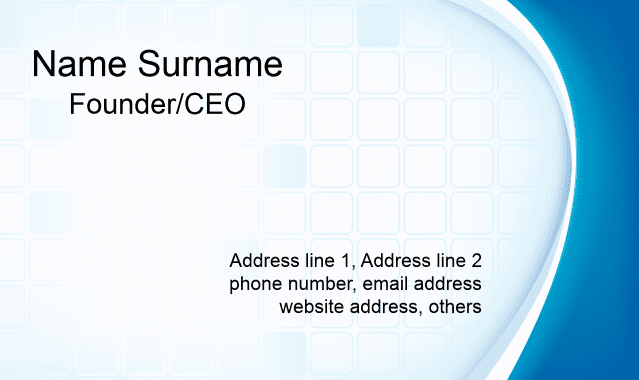 Name Surname
Founder/CEO
Address line 1, Address line 2
phone number, email address
website address, others